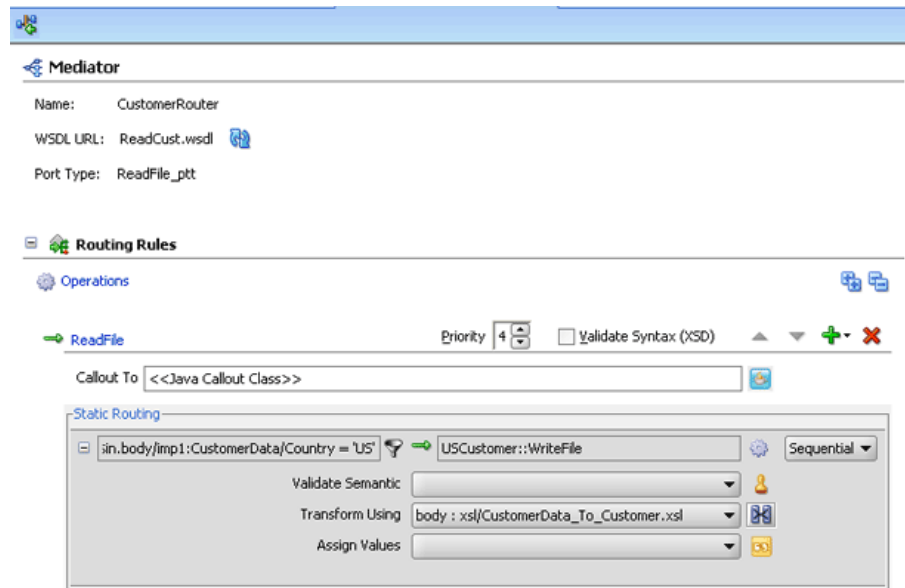 Mediator
Name: CustomerRouter
WSDL URL: ReadCust.wsdl
Port Type: ReadFile_ptt
Routing Rules
Operations
ReadFile Priority 4 Validate Syntax (XSD)
Callout To <<Java Callout Class>>
Static Routing
in.body/imp1:CustomerData/Country = 'US' USCustomer::WriteFile Sequential
Validate Semantic
Transform Using body : xsl/CustomerData_To_Customer.xsl
Assign Values